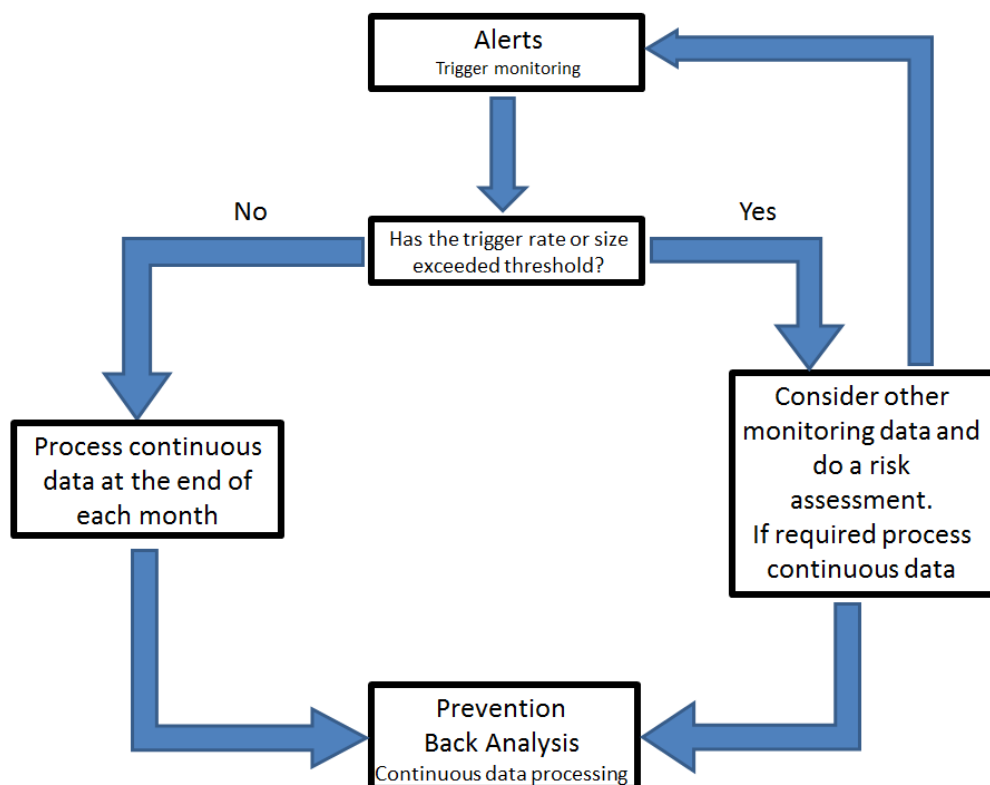 Alerts
Trigger monitoring
No
Yes
Has the trigger rate or size
exceeded threshold?
Process continuous
data at the end of
each month
Consider other
monitoring data and
do a risk
assessment.
If required process
continuous data
Prevention
Back Analysis
Continuous data processing